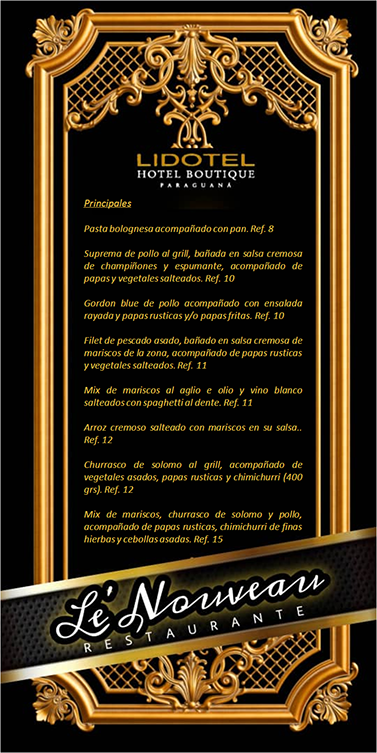 LIDOTEL
HOTEL BOUTIQUE
PARAGUANÁ
Principales
Pasta bolognesa acompañado con pan. Ref. 8
Suprema de pollo al grill, bañada en salsa cremosa
de champiñones y espumante, acompañado de
papas y vegetales salteados. Ref. 10
Gordon blue de pollo acompañado con ensalada
rayada y papas rusticas y/o papas fritas. Ref. 10
Filet de pescado asado, bañado en salsa cremosa de
mariscos de la zona, acompañado de papas rusticas
y vegetales salteados. Ref. 11
Mix de mariscos al aglio e olio y vino blanco
salteados con spaghetti al dente. Ref. 11
Arroz cremoso salteado con mariscos en su salsa..
Ref. 12
Churrasco de solomo al grill, acompañado de
vegetales asados, papas rusticas y chimichurri (400
grs). Ref. 12
Mix de mariscos, churrasco de solomo y pollo,
acompañado de papas rusticas, chimichurri de finas
hierbas y cebollas asadas. Ref. 15
Le' Nouveau
RESTAURANTE